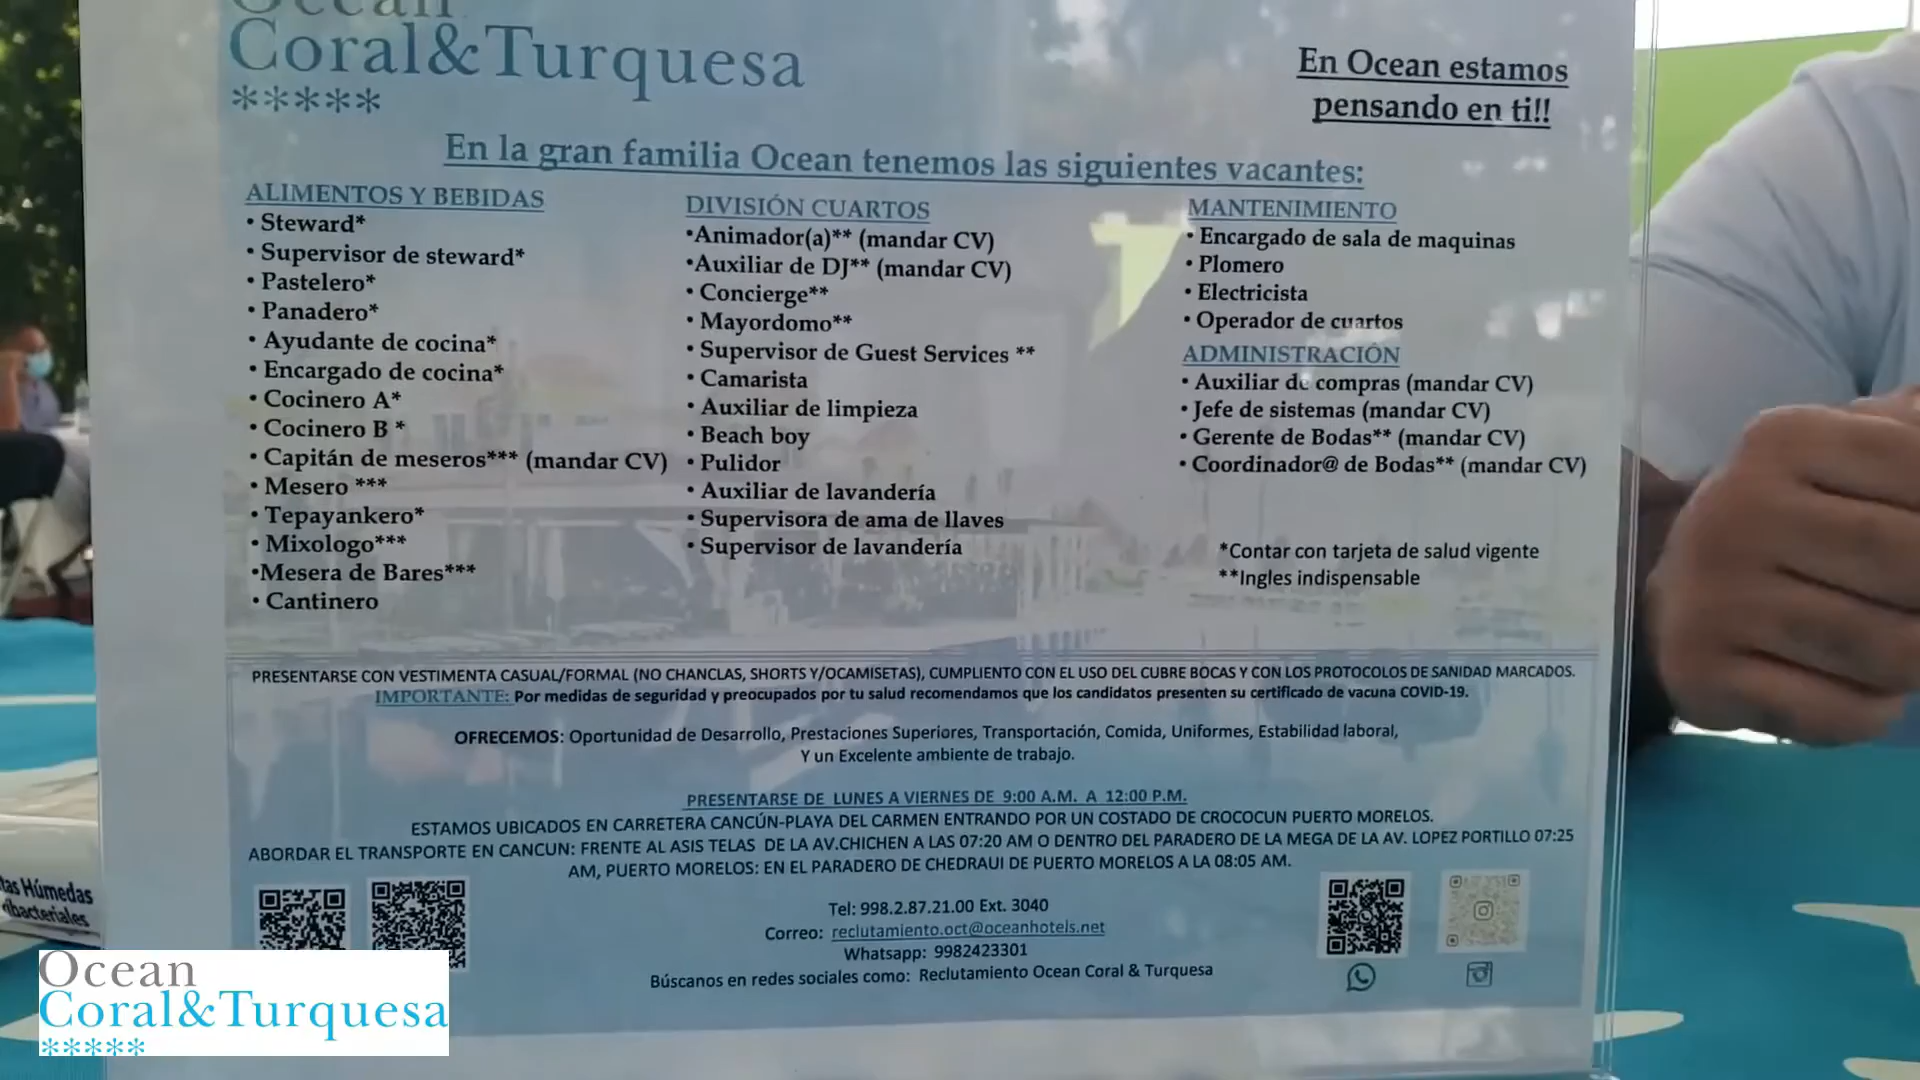 Ocean
Coral&Turquesa
*****
En Ocean estamos
pensando en ti!!
En la gran familia Ocean tenemos las siguientes vacantes:
ALIMENTOS Y BEBIDAS
• Steward*
• Supervisor de steward*
• Pastelero*
• Panadero*
• Ayudante de cocina*
• Encargado de cocina*
• Cocinero A*
• Cocinero B *
• Capitán de meseros*** (mandar CV)
• Mesero ***
• Tepayankero*
• Mixologo***
•Mesera de Bares***
• Cantinero
DIVISIÓN CUARTOS
•Animador(a)** (mandar CV)
•Auxiliar de DJ** (mandar CV)
• Concierge**
• Mayordomo**
• Supervisor de Guest Services **
• Camarista
• Auxiliar de limpieza
• Beach boy
• Pulidor
• Auxiliar de lavandería
• Supervisora de ama de llaves
• Supervisor de lavandería
MANTENIMIENTO
• Encargado de sala de maquinas
• Plomero
• Electricista
• Operador de cuartos
ADMINISTRACIÓN
• Auxiliar de compras (mandar CV)
• Jefe de sistemas (mandar CV)
• Gerente de Bodas** (mandar CV)
• Coordinador@ de Bodas** (mandar CV)
*Contar con tarjeta de salud vigente
**Ingles indispensable
PRESENTARSE CON VESTIMENTA CASUAL/FORMAL (NO CHANCLAS, SHORTS Y/OCAMISETAS), CUMPLIENTO CON EL USO DEL CUBRE BOCAS Y CON LOS PROTOCOLOS DE SANIDAD MARCADOS.
IMPORTANTE: Por medidas de seguridad y preocupados por tu salud recomendamos que los candidatos presenten su certificado de vacuna COVID-19.
OFRECEMOS: Oportunidad de Desarrollo, Prestaciones Superiores, Transportación, Comida, Uniformes, Estabilidad laboral,
Y un Excelente ambiente de trabajo.
PRESENTARSE DE LUNES A VIERNES DE 9:00 A.M. A 12:00 P.M.
ESTAMOS UBICADOS EN CARRETERA CANCÚN-PLAYA DEL CARMEN ENTRANDO POR UN COSTADO DE CROCOCUN PUERTO MORELOS.
ABORDAR EL TRANSPORTE EN CANCUN: FRENTE AL ASIS TELAS DE LA AV.CHICHEN A LAS 07:20 AM O DENTRO DEL PARADERO DE LA MEGA DE LA AV. LOPEZ PORTILLO 07:25
AM, PUERTO MORELOS: EN EL PARADERO DE CHEDRAUI DE PUERTO MORELOS A LA 08:05 AM.
Tel: 998.2.87.21.00 Ext. 3040
Correo: reclutamiento.oct@oceanhotels.net
Whatsapp: 9982423301
Búscanos en redes sociales como: Reclutamiento Ocean Coral & Turquesa
tas Húmedas
tibacteriales
Ocean
Coral&Turquesa
*****